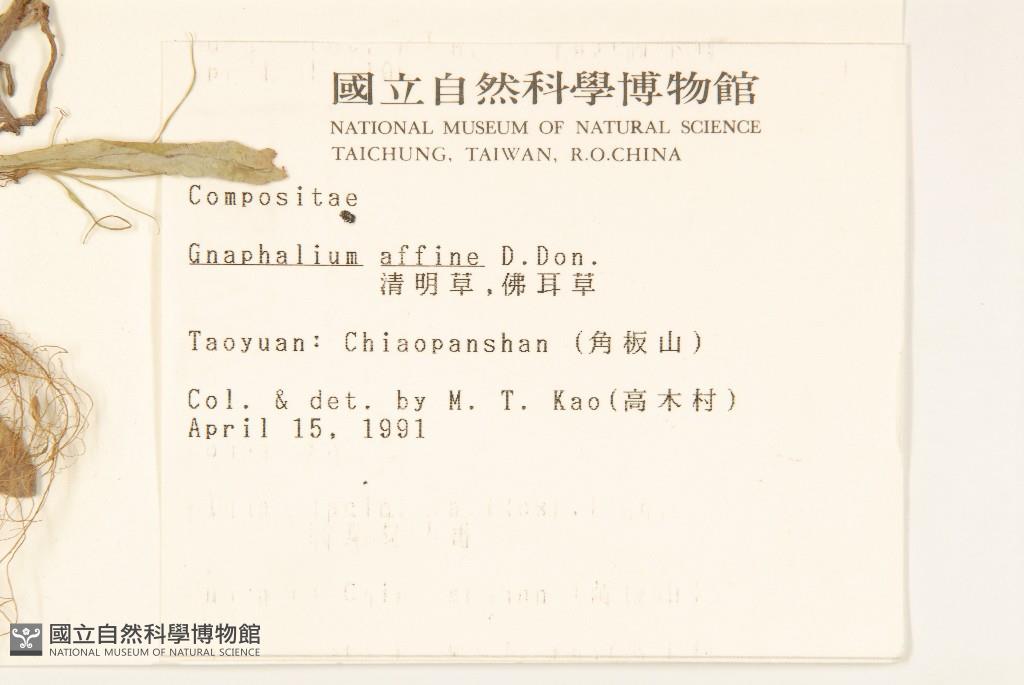 國立自然科學博物館
NATIONAL MUSEUM OF NATURAL SCIENCE
TAICHUNG, TAIWAN, R.O.CHINA
Compositae
Gnaphalium affine D.Don.
清明草,佛耳草
Taoyuan: Chiaopanshan (角板山)
Col. & det. by M. T. Kao(高木村)
April 15, 1991
國立自然科學博物館
NATIONAL MUSEUM OF NATURAL SCIENCE